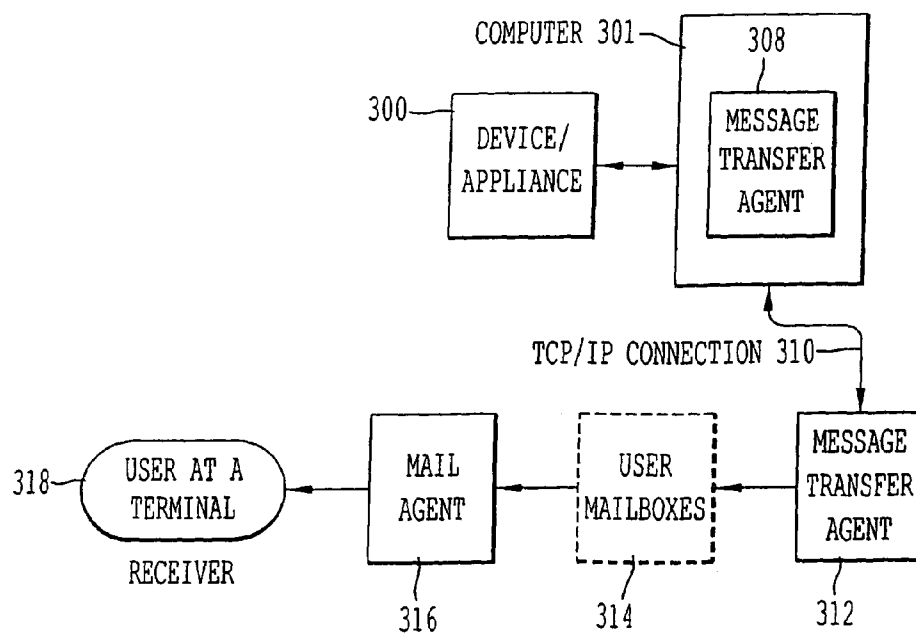 COMPUTER 301
308
300
DEVICE/
APPLIANCE
MESSAGE
TRANSFER
AGENT
TCP/IP CONNECTION 310
318
USER AT A
TERMINAL
RECEIVER
MAIL
AGENT
316
USER
MAILBOXES
314
MESSAGE
TRANSFER
AGENT
312